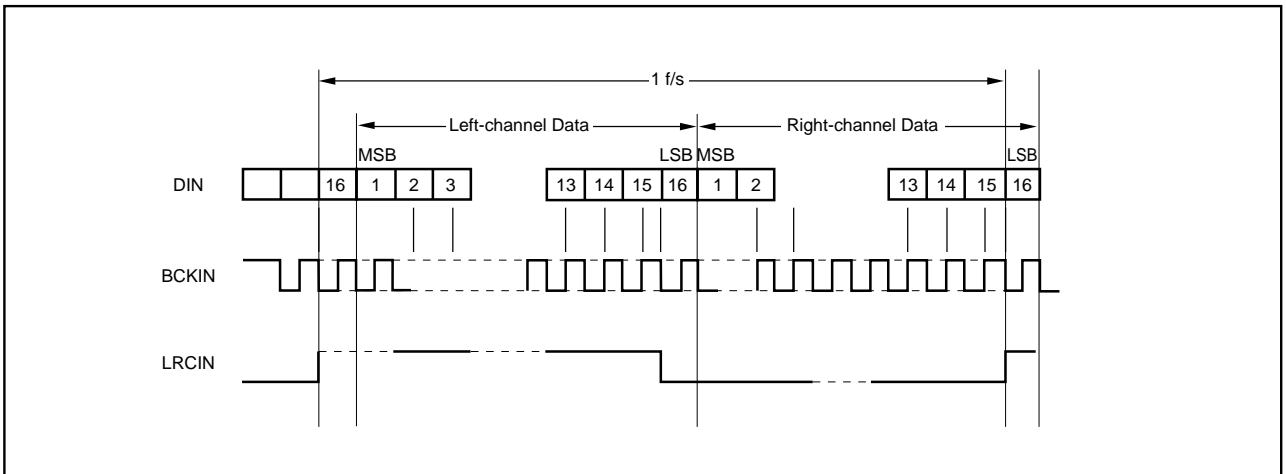 1 f/s
Left-channel Data Right-channel Data
MSB LSB MSB LSB
DIN 16 1 2 3 13 14 15 16 1 2 13 14 15 16
BCKIN
LRCIN